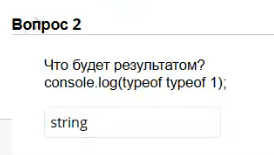 Вопрос 2
Что будет результатом?
console.log(typeof typeof 1);
string